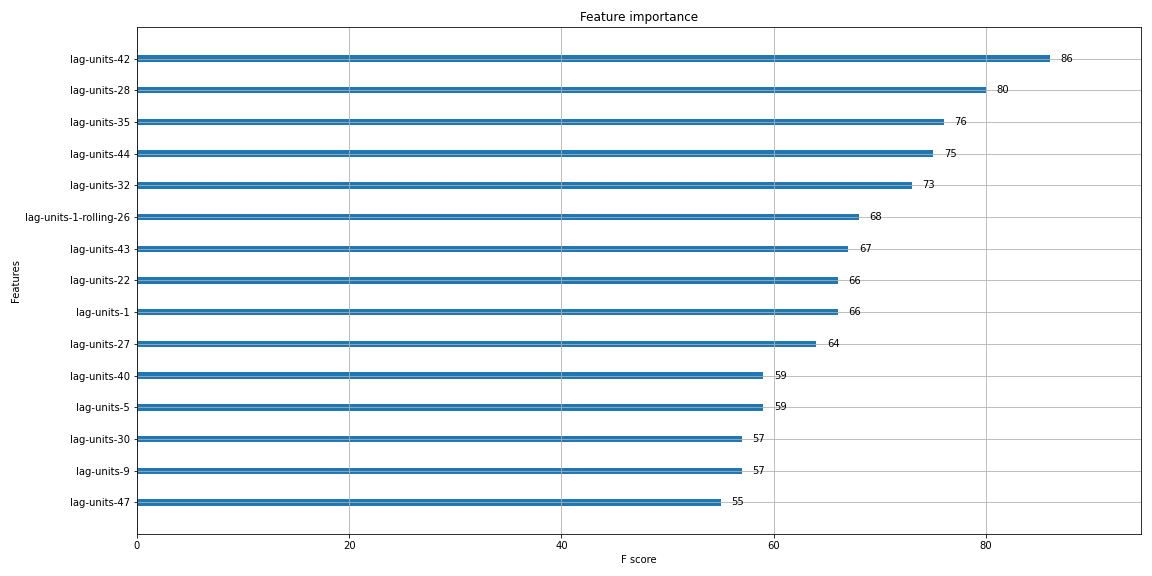 Feature importance
lag-units-42 86
lag-units-28 80
lag-units-35 76
lag-units-44 75
lag-units-32 73
lag-units-1-rolling-26 68
lag-units-43 67
lag-units-22 66
lag-units-1 66
lag-units-27 64
lag-units-40 59
lag-units-5 59
lag-units-30 57
lag-units-9 57
lag-units-47 55
Features
0 20 40 60 80
F score